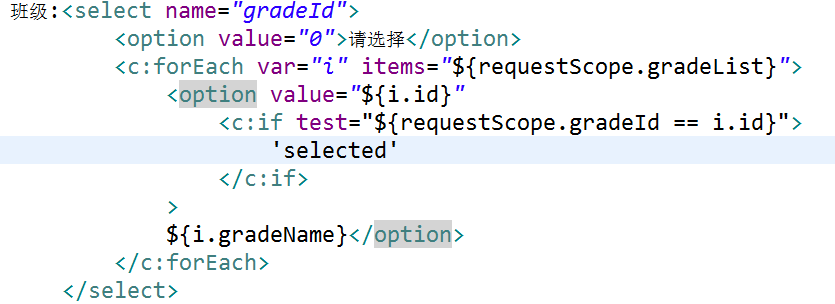 班级:<select name="gradeId">
<option value="0">请选择</option>
<c:forEach var="i" items="${requestScope.gradeList}">
<option value="${i.id}"
<c:if test="${requestScope.gradeId == i.id}">
'selected'
</c:if>
>
${i.gradeName}</option>
</c:forEach>
</select>